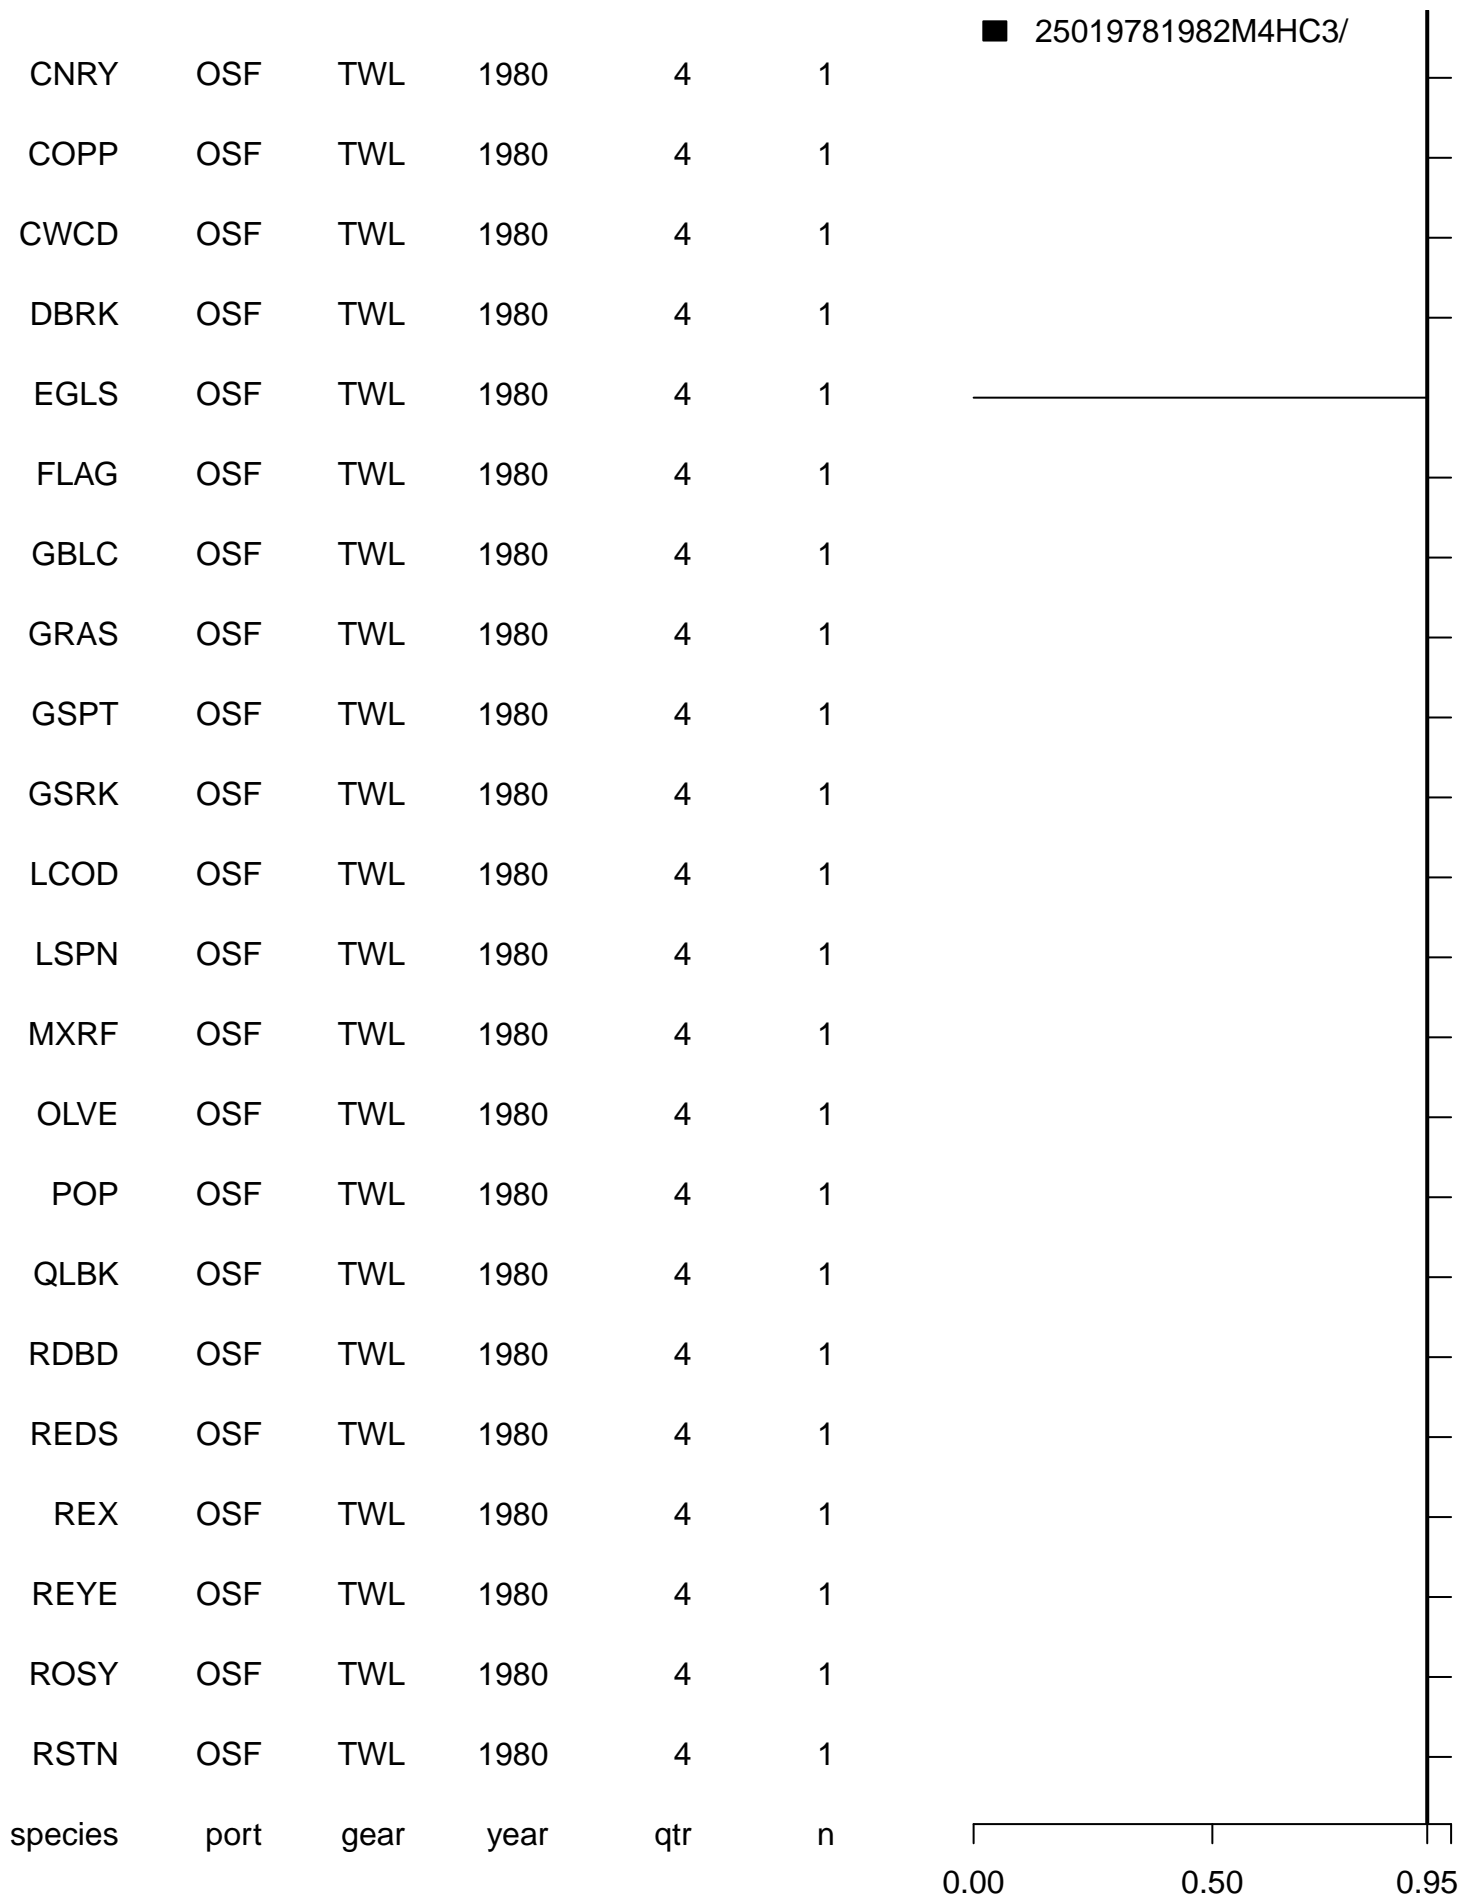 25019781982M4HC3/
CNRY OSF TWL 1980 4 1
COPP OSF TWL 1980 4 1
CWCD OSF TWL 1980 4 1
DBRK OSF TWL 1980 4 1
EGLS OSF TWL 1980 4 1
FLAG OSF TWL 1980 4 1
GBLC OSF TWL 1980 4 1
GRAS OSF TWL 1980 4 1
GSPT OSF TWL 1980 4 1
GSRK OSF TWL 1980 4 1
LCOD OSF TWL 1980 4 1
LSPN OSF TWL 1980 4 1
MXRF OSF TWL 1980 4 1
OLVE OSF TWL 1980 4 1
POP OSF TWL 1980 4 1
QLBK OSF TWL 1980 4 1
RDBD OSF TWL 1980 4 1
REDS OSF TWL 1980 4 1
REX OSF TWL 1980 4 1
REYE OSF TWL 1980 4 1
ROSY OSF TWL 1980 4 1
RSTN OSF TWL 1980 4 1
species port gear year qtr n
0.00 0.50 0.95